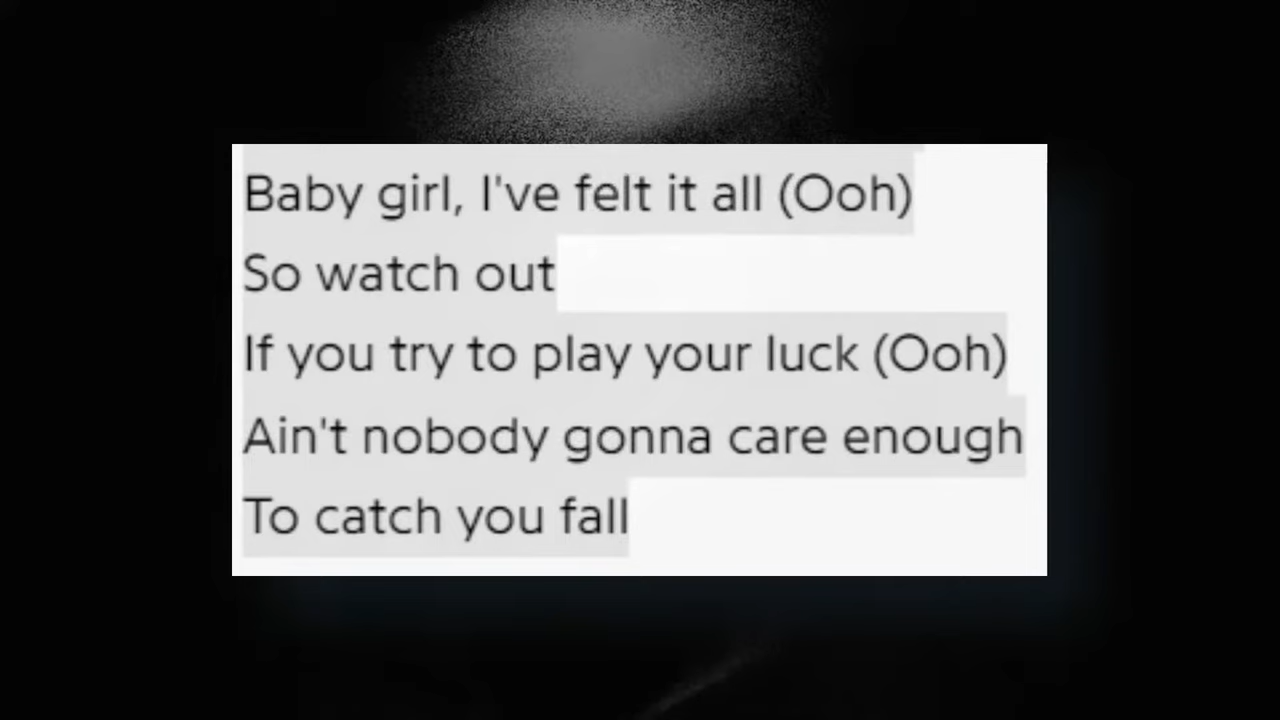 Baby girl, I've felt it all (Ooh)
So watch out
If you try to play your luck (Ooh)
Ain't nobody gonna care enough
To catch you fall